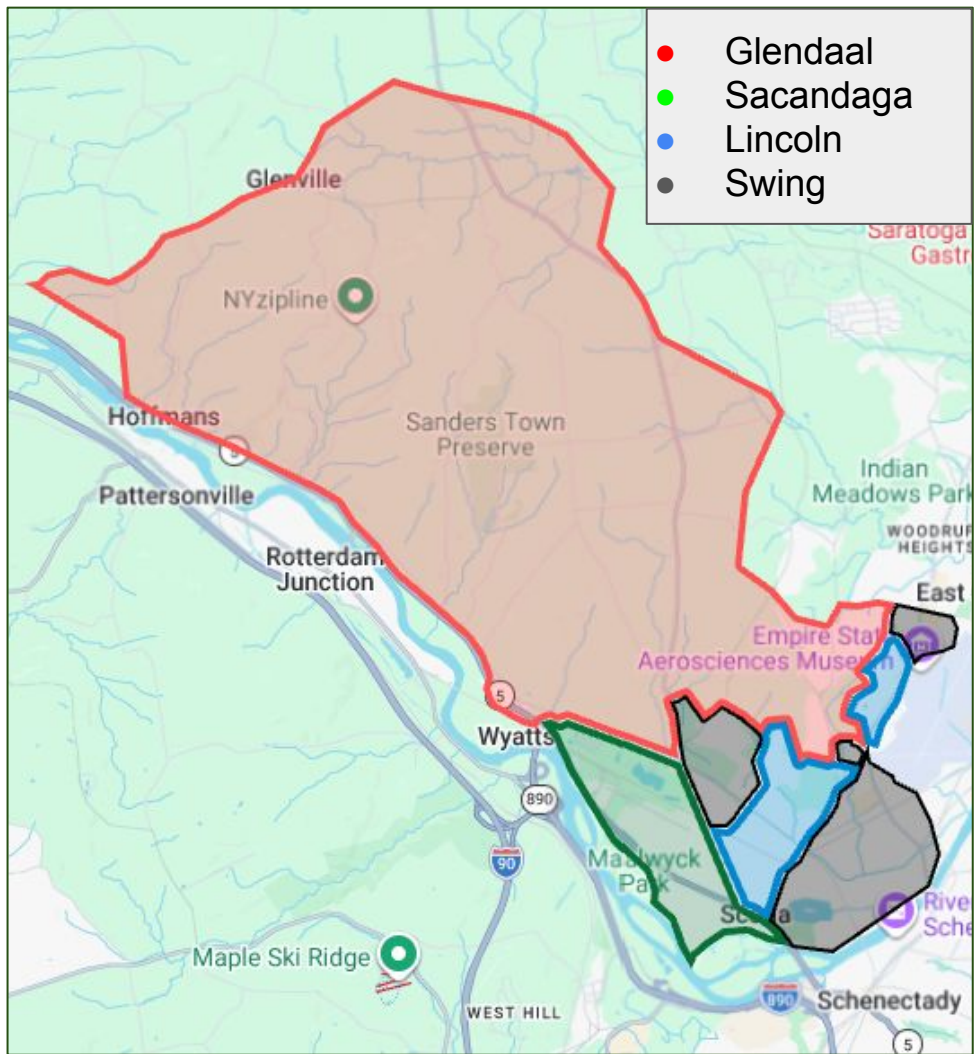 Glendaal
Sacandaga
Lincoln
Swing
Glenville
Saratoga
Gastr
NYzipline
Hoffmans
5
Sanders Town
Preserve
Indian
Meadows Park
Pattersonville
WOODRUF
HEIGHTS
Rotterdam
Junction
East
Empire Stat
Aerosciences Museum
5
Wyatts
890
Maalwyck
Park
90
Scotia
River
Sche
Maple Ski Ridge
890
Schenectady
WEST HILL
5